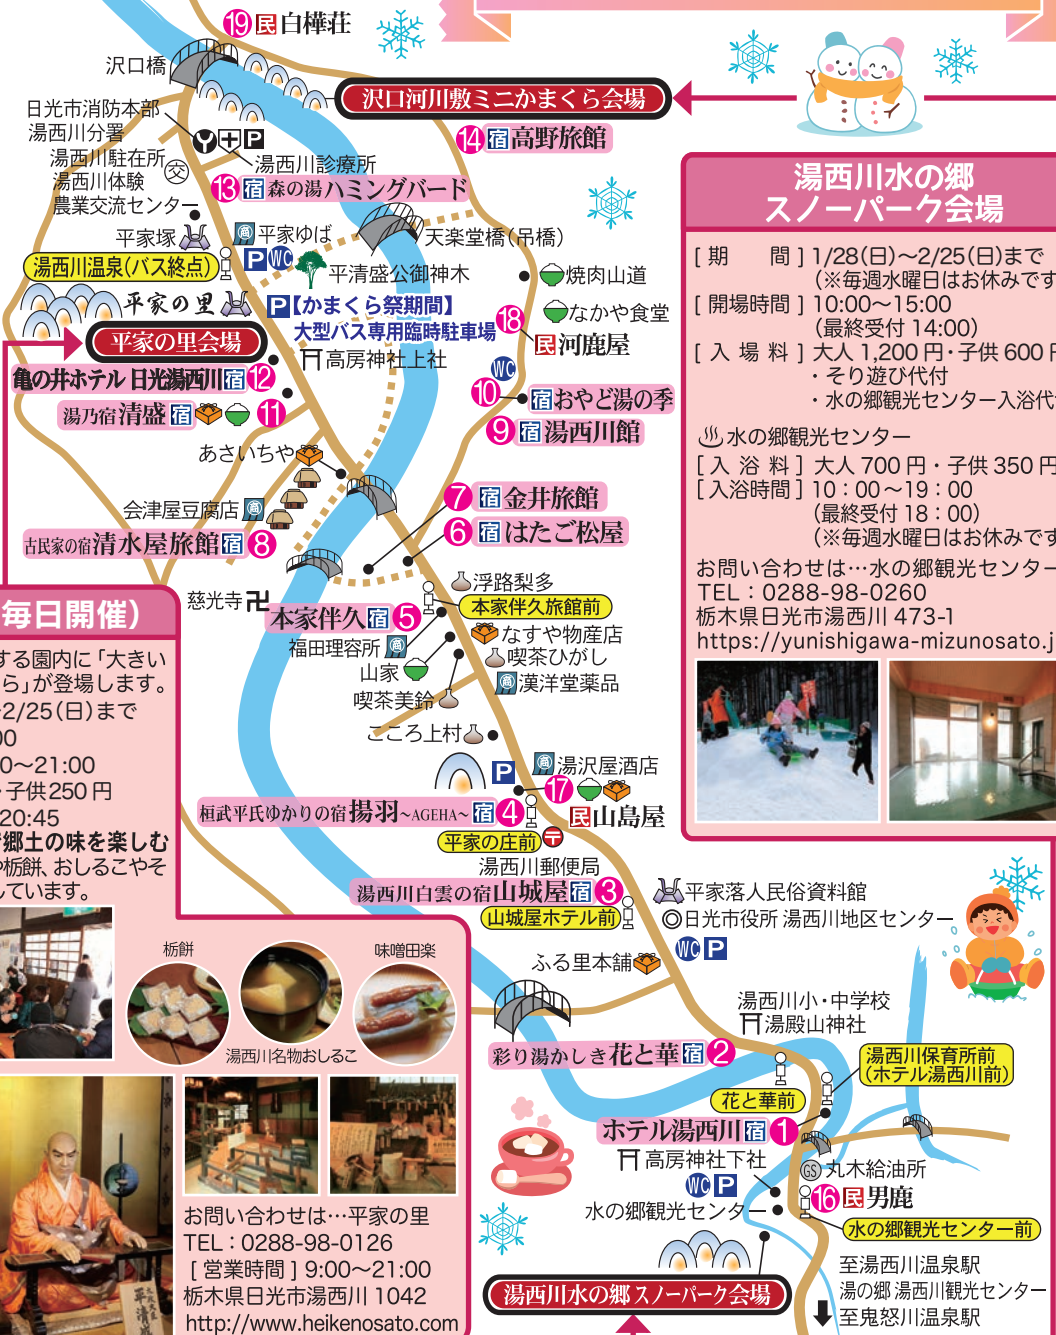 ⑲ 民 白樺荘
沢口橋
沢口河川敷ミニかまくら会場
日光市消防本部
湯西川分署
湯西川駐在所
湯西川体験
農業交流センター
交
P
湯西川診療所
⑭ 宿 高野旅館
⑬ 宿 森の湯 ハミングバード
平家塚
商 平家ゆば
P WC
湯西川温泉(バス終点)
天楽堂橋(吊橋)
平清盛公御神木
焼肉山道
なかや食堂
平家の里
P【かまくら祭期間】
大型バス専用臨時駐車場
⑱ 民 河鹿屋
平家の里会場
高房神社上社
WC
亀の井ホテル 日光湯西川 宿 ⑫
⑩ 宿 おやど湯の季
湯乃宿 清盛 宿 ⑪
⑨ 宿 湯西川館
あさいちや
⑦ 宿 金井旅館
会津屋豆腐店 商
⑥ 宿 はたご松屋
古民家の宿 清水屋旅館 宿 ⑧
慈光寺
浮路梨多
本家伴久旅館前
本家伴久 宿 ⑤
福田理容所 商
なすや物産店
喫茶ひがし
山家
商 漢洋堂薬品
喫茶美鈴
こころ上村
P
商 湯沢屋酒店
⑰
民 山島屋
桓武平氏ゆかりの宿 揚羽~AGEHA~ 宿 ④
平家の庄前
湯西川郵便局
湯西川白雲の宿 山城屋 宿 ③
山城屋ホテル前
平家落人民俗資料館
◎日光市役所 湯西川地区センター
WC P
ふる里本舗
湯西川小・中学校
湯殿山神社
彩り湯かしき 花と華 宿 ②
湯西川保育所前
(ホテル湯西川前)
花と華前
ホテル湯西川 宿 ①
高房神社下社
WC P
水の郷観光センター
GS 丸木給油所
⑯ 民 男鹿
水の郷観光センター前
湯西川水の郷 スノーパーク会場
至湯西川温泉駅
湯の郷 湯西川観光センター
至鬼怒川温泉駅
湯西川水の郷
スノーパーク会場
[期 間] 1/28(日)~2/25(日)まで
(※毎週水曜日はお休みです
[開場時間] 10:00~15:00
(最終受付 14:00)
[入 場 料] 大人 1,200 円・子供 600 円
・そり遊び代付
・水の郷観光センター入浴代
水の郷観光センター
[入 浴 料] 大人 700 円・子供 350 円
[入浴時間] 10:00~19:00
(最終受付 18:00)
(※毎週水曜日はお休みです
お問い合わせは…水の郷観光センター
TEL:0288-98-0260
栃木県日光市湯西川 473-1
https://yunishigawa-mizunosato.j
毎日開催)
する園内に「大きい
ら」が登場します。
2/25(日)まで
00
0~21:00
・子供250 円
20:45
郷土の味を楽しむ
や栃餅、おしるこやそ
しています。
栃餅
味噌田楽
湯西川名物おしるこ
お問い合わせは…平家の里
TEL:0288-98-0126
[営業時間] 9:00~21:00
栃木県日光市湯西川 1042
http://www.heikenosato.com